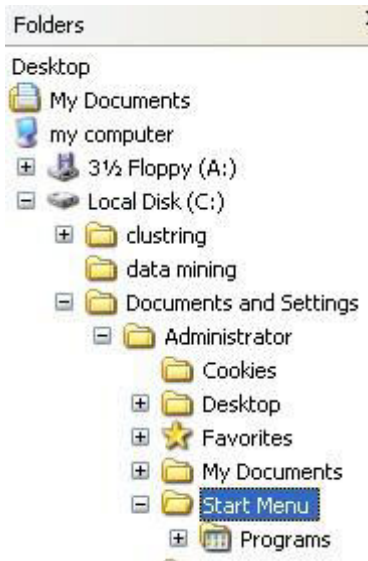 Folders
Desktop
My Documents
my computer
3½ Floppy (A:)
Local Disk (C:)
clustring
data mining
Documents and Settings
Administrator
Cookies
Desktop
Favorites
My Documents
Start Menu
Programs